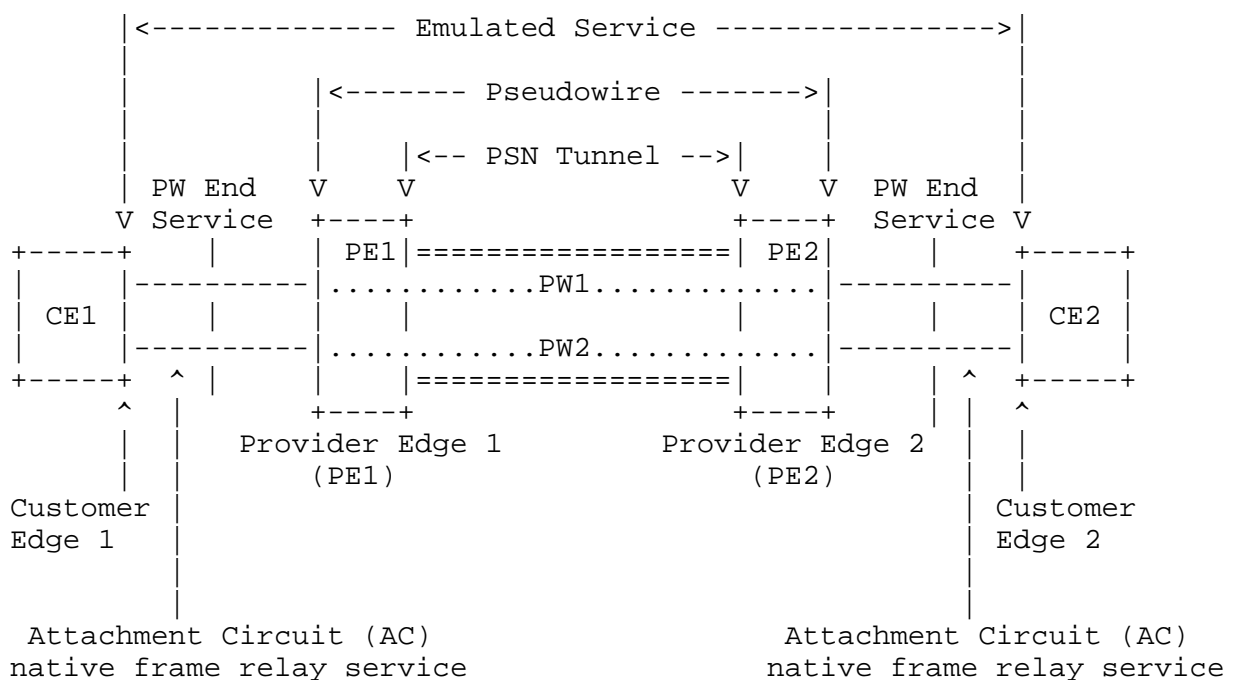 |<-------------- Emulated Service --------------->|
|<------- Pseudowire ------->|
|<-- PSN Tunnel -->|
PW End V V V V PW End
V Service +----+ +----+ Service V
+-----+ | | PE1|==================| PE2| | +-----+
| |----------|............PW1.............|----------| |
| CE1 | | | | | | | | CE2 |
| |----------|............PW2.............|----------| |
+-----+ ^ | | |==================| | | ^ +-----+
^ | +----+ +----+ | | ^
Provider Edge 1 Provider Edge 2
(PE1) (PE2)
Customer Customer
Edge 1 Edge 2
Attachment Circuit (AC) Attachment Circuit (AC)
native frame relay service native frame relay service